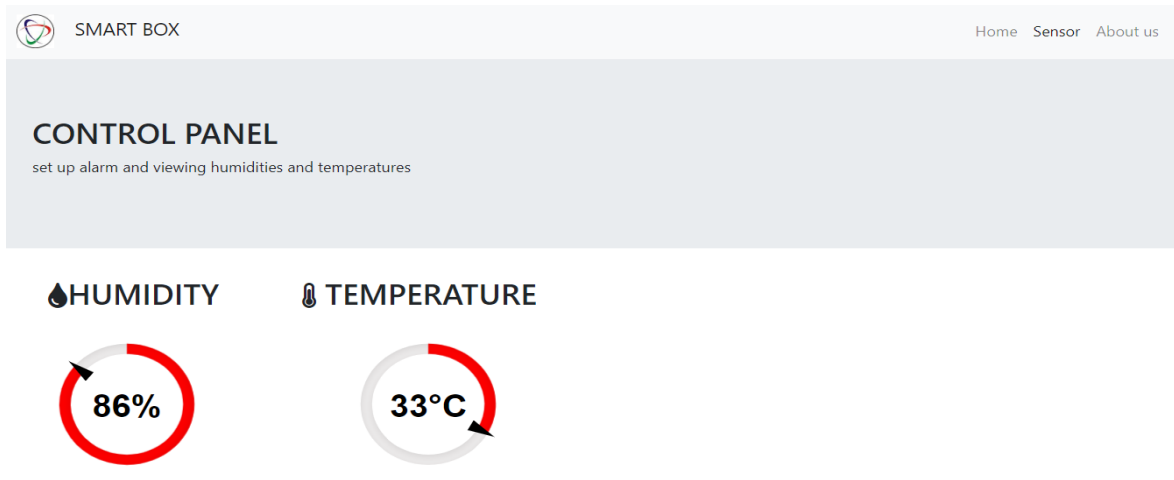 SMART BOX
Home Sensor About us
CONTROL PANEL
set up alarm and viewing humidities and temperatures
HUMIDITY
TEMPERATURE
86%
33°C